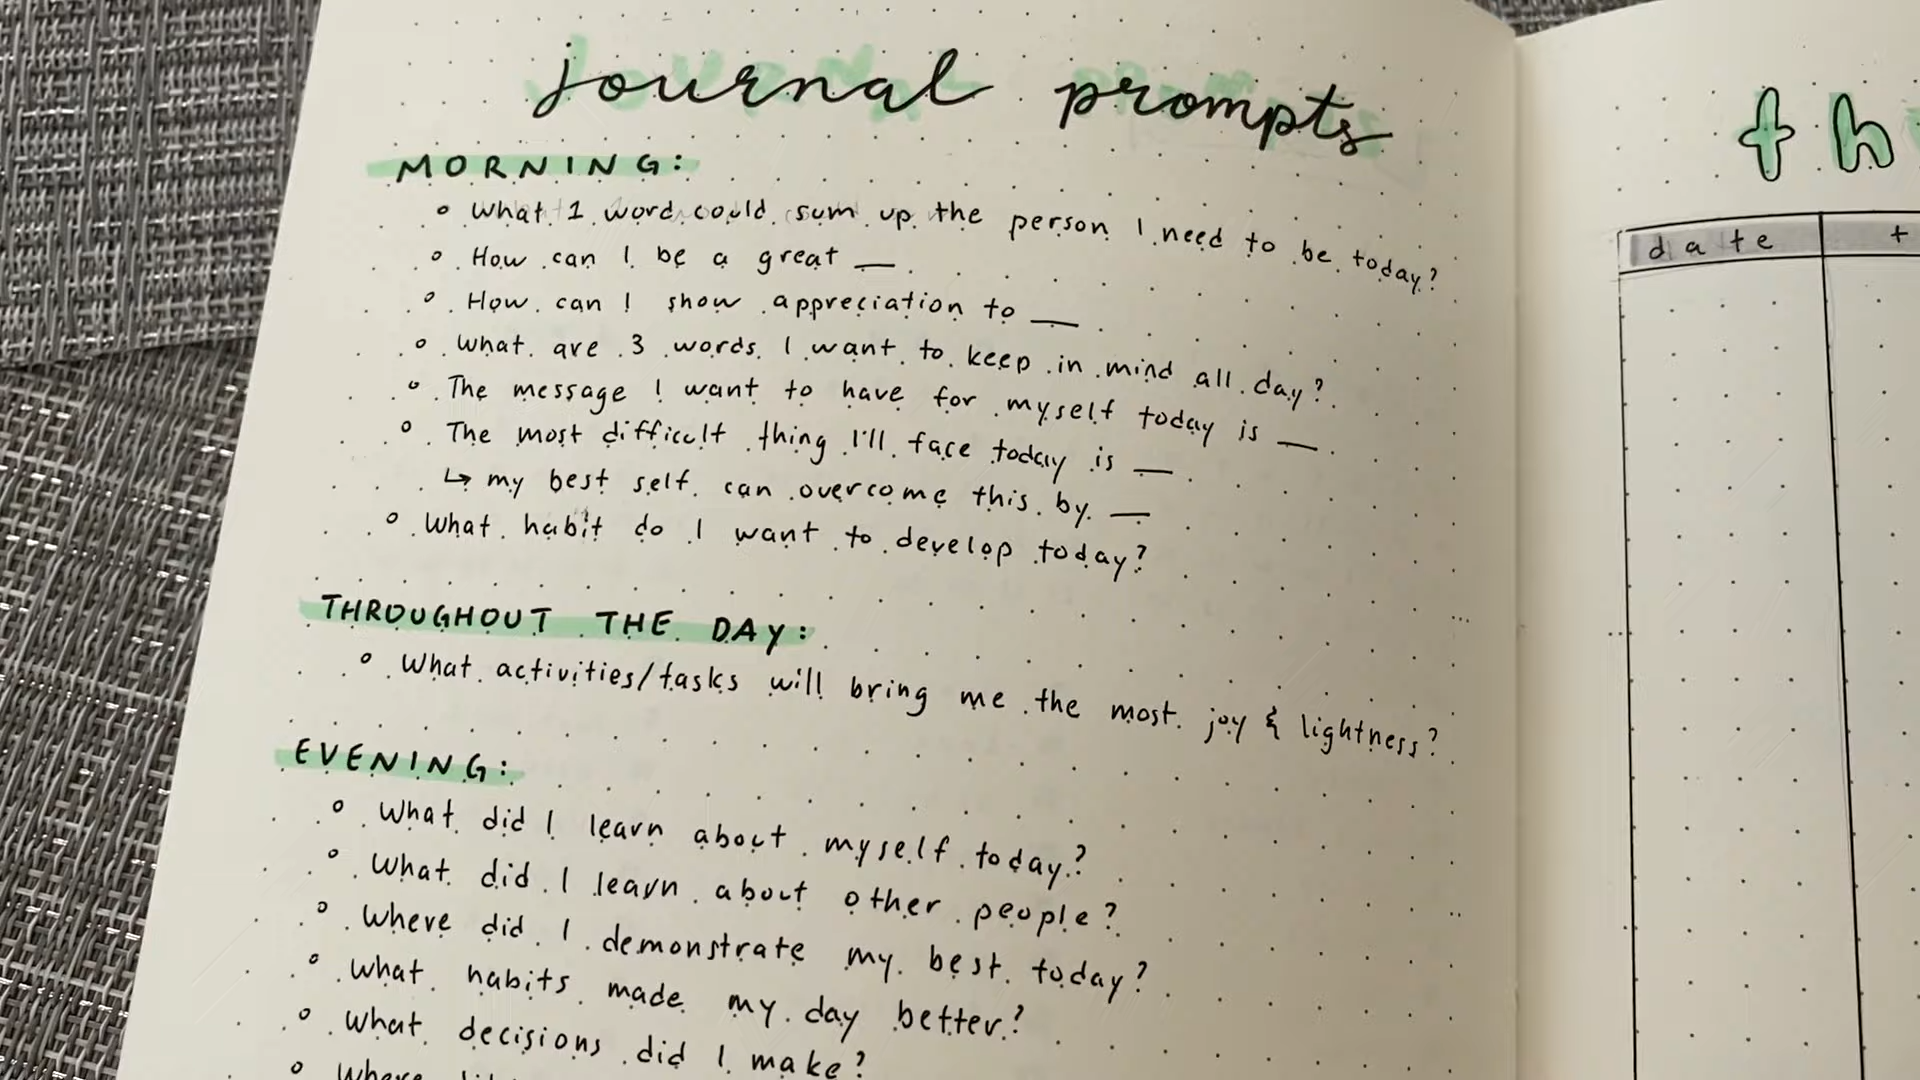 journal prompts
MORNING:
What 1 word could sum up the person I need to be today?
How can I be a great __
How can I show appreciation to __
What are 3 words I want to keep in mind all day?
The message I want to have for myself today is __
The most difficult thing I'll face today is __
↳ my best self can overcome this by __
What habit do I want to develop today?
THROUGHOUT THE DAY:
What activities/tasks will bring me the most joy & lightness?
EVENING:
What did I learn about myself today?
What did I learn about other people?
Where did I demonstrate my best today?
What habits made my day better?
What decisions did I make?
Where
th
date
t